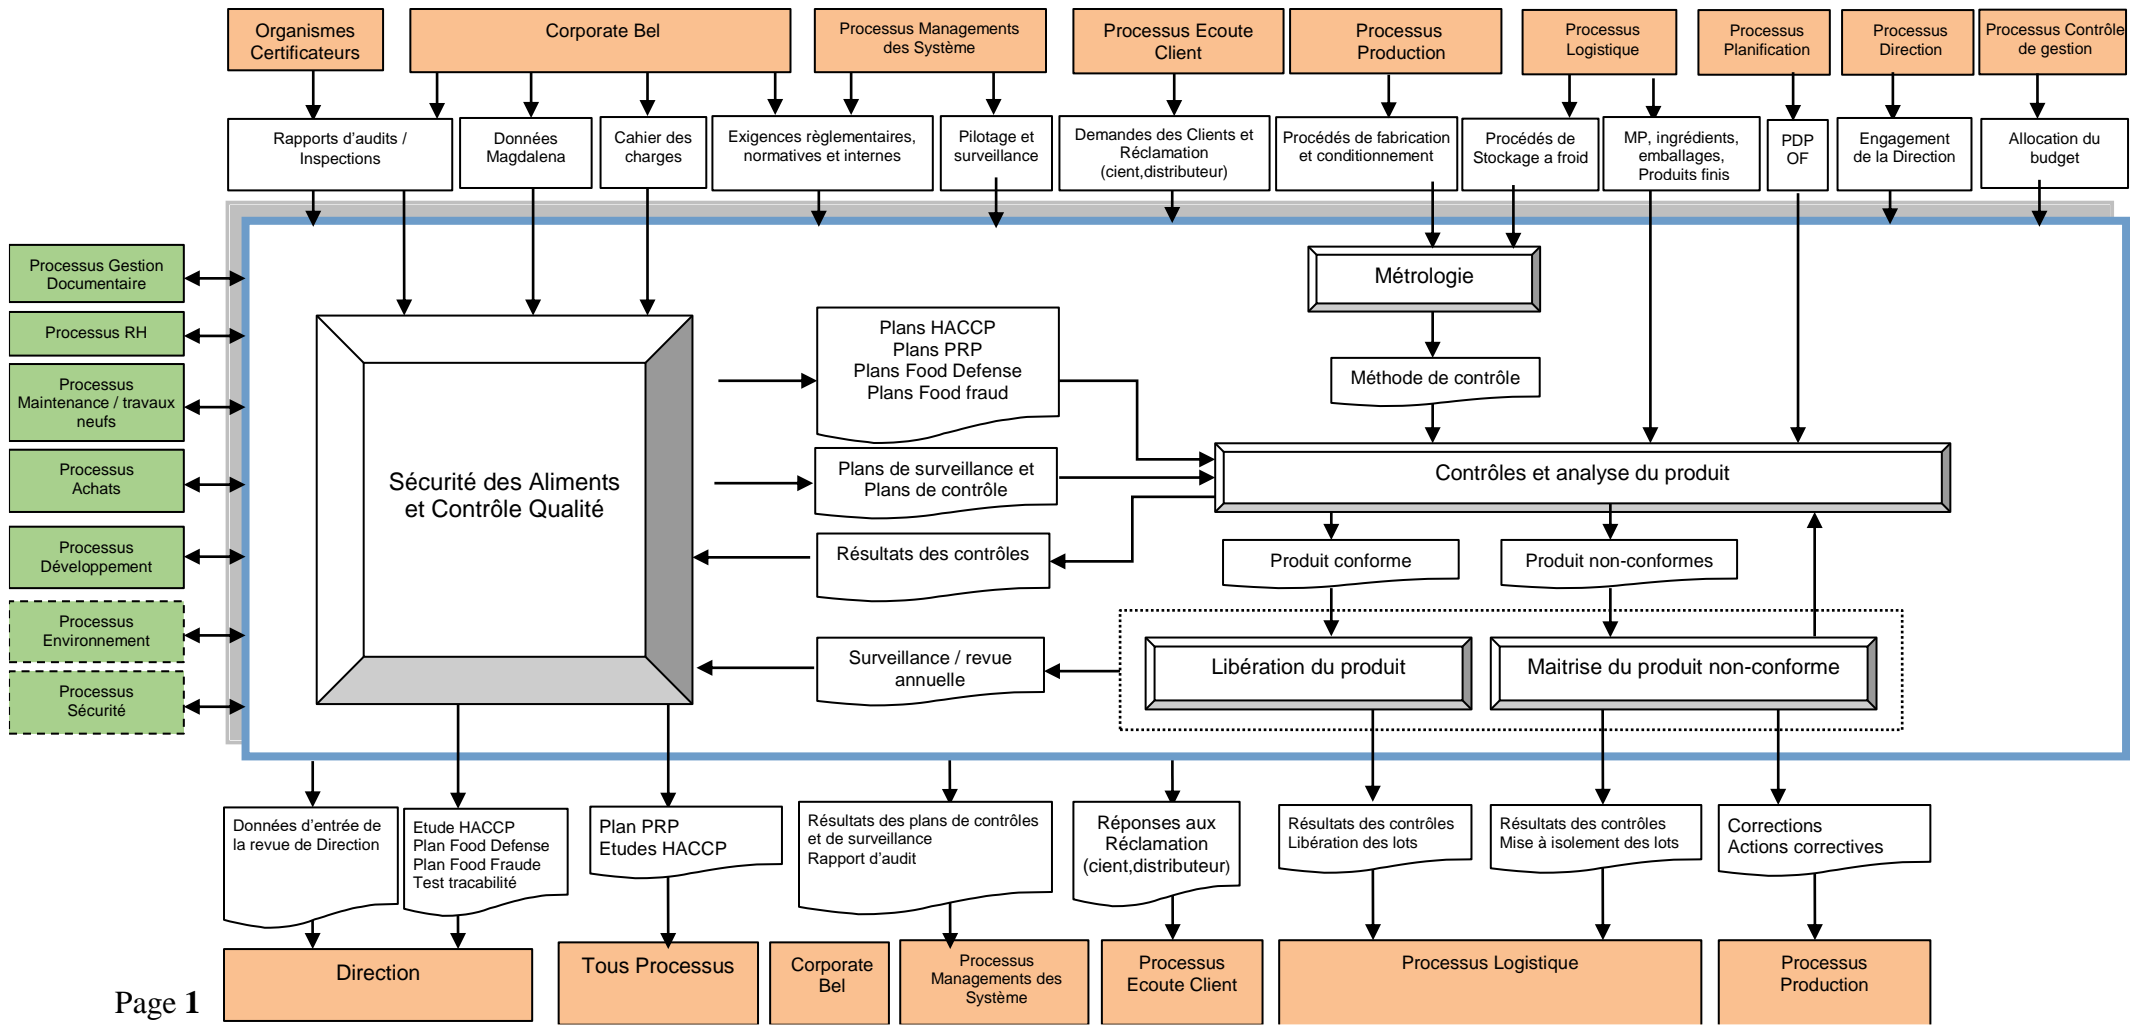 Organismes
Certificateurs
Corporate Bel
Processus Managements
des Système
Processus Ecoute
Client
Processus
Production
Processus
Logistique
Processus
Planification
Processus
Direction
Processus Contrôle
de gestion
Rapports d'audits /
Inspections
Données
Magdalena
Cahier des
charges
Exigences règlementaires,
normatives et internes
Pilotage et
surveillance
Demandes des Clients et
Réclamation
(cient,distributeur)
Procédés de fabrication
et conditionnement
Procédés de
Stockage a froid
MP, ingrédients,
emballages,
Produits finis
PDP
OF
Engagement
de la Direction
Allocation du
budget
Processus Gestion
Documentaire
Processus RH
Processus
Maintenance / travaux
neufs
Processus
Achats
Processus
Développement
Processus
Environnement
Processus
Sécurité
Sécurité des Aliments
et Contrôle Qualité
Plans HACCP
Plans PRP
Plans Food Defense
Plans Food fraud
Plans de surveillance et
Plans de contrôle
Résultats des contrôles
Surveillance / revue
annuelle
Métrologie
Méthode de contrôle
Contrôles et analyse du produit
Produit conforme
Produit non-conformes
Libération du produit
Maitrise du produit non-conforme
Données d'entrée de
la revue de Direction
Etude HACCP
Plan Food Defense
Plan Food Fraude
Test tracabilité
Plan PRP
Etudes HACCP
Résultats des plans de contrôles
et de surveillance
Rapport d'audit
Réponses aux
Réclamation
(cient,distributeur)
Résultats des contrôles
Libération des lots
Résultats des contrôles
Mise à isolement des lots
Corrections
Actions correctives
Direction
Tous Processus
Corporate
Bel
Processus
Managements des
Système
Processus
Ecoute Client
Processus Logistique
Processus
Production
Page 1